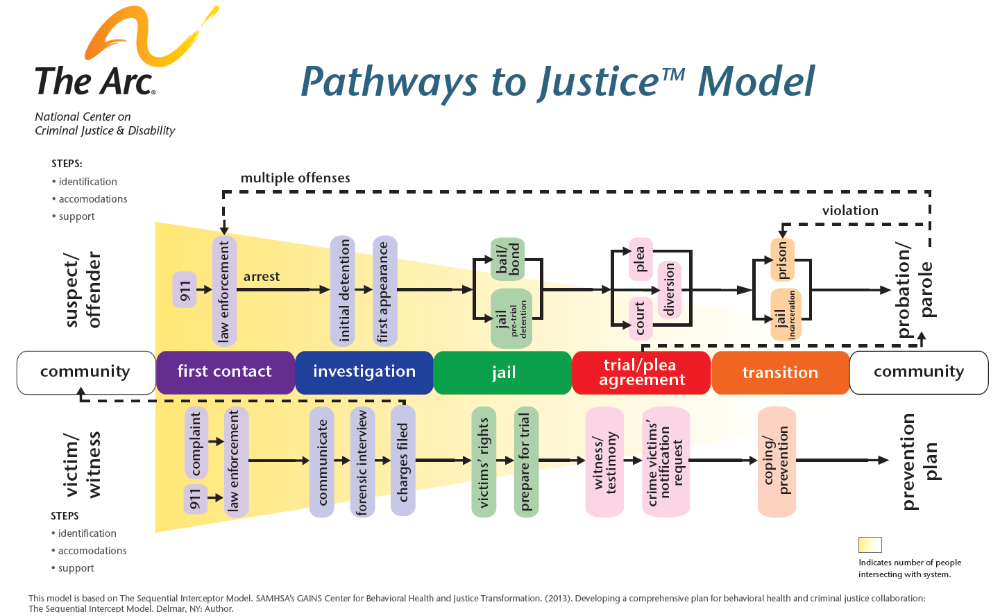 The Arc®
National Center on
Criminal Justice & Disability
Pathways to Justice™ Model
STEPS:
• identification
• accomodations
• support
multiple offenses
violation
suspect/
offender
911
law enforcement
arrest
initial detention
first appearance
bail/
bond
jail
pre-trial
detention
plea
diversion
court
prison
jail
incarceration
probation/
parole
community
first contact
investigation
jail
trial/plea
agreement
transition
community
victim/
witness
complaint
911
law enforcement
communicate
forensic interview
charges filed
victims' rights
prepare for trial
witness/
testimony
crime victims'
notification
request
coping/
prevention
prevention
plan
STEPS
• identification
• accomodations
• support
Indicates number of people
intersecting with system.
This model is based on The Sequential Interceptor Model. SAMHSA's GAINS Center for Behavioral Health and Justice Transformation. (2013). Developing a comprehensive plan for behavioral health and criminal justice collaboration:
The Sequential Intercept Model. Delmar, NY: Author.